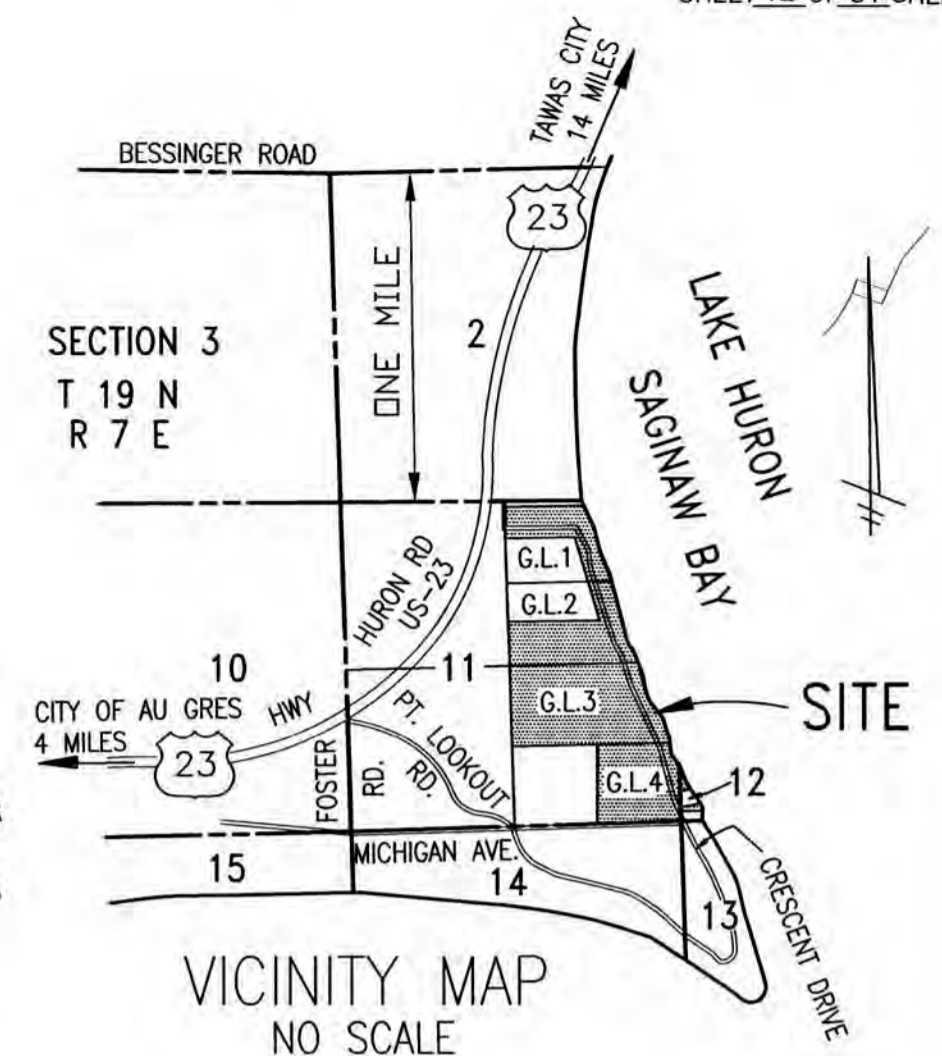 TAWAS CITY
14 MILES
BESSINGER ROAD
23
ONE MILE
2
SECTION 3
T 19 N
R 7 E
LAKE HURON
SAGINAW BAY
G.L.1
G.L.2
HURON RD
US-23
10
11
G.L.3
SITE
CITY OF AU GRES
4 MILES
HWY
23
PT. LOOKOUT
RD.
FOSTER
RD.
G.L.4
12
MICHIGAN AVE.
15
14
13
CRESCENT DRIVE
VICINITY MAP
NO SCALE